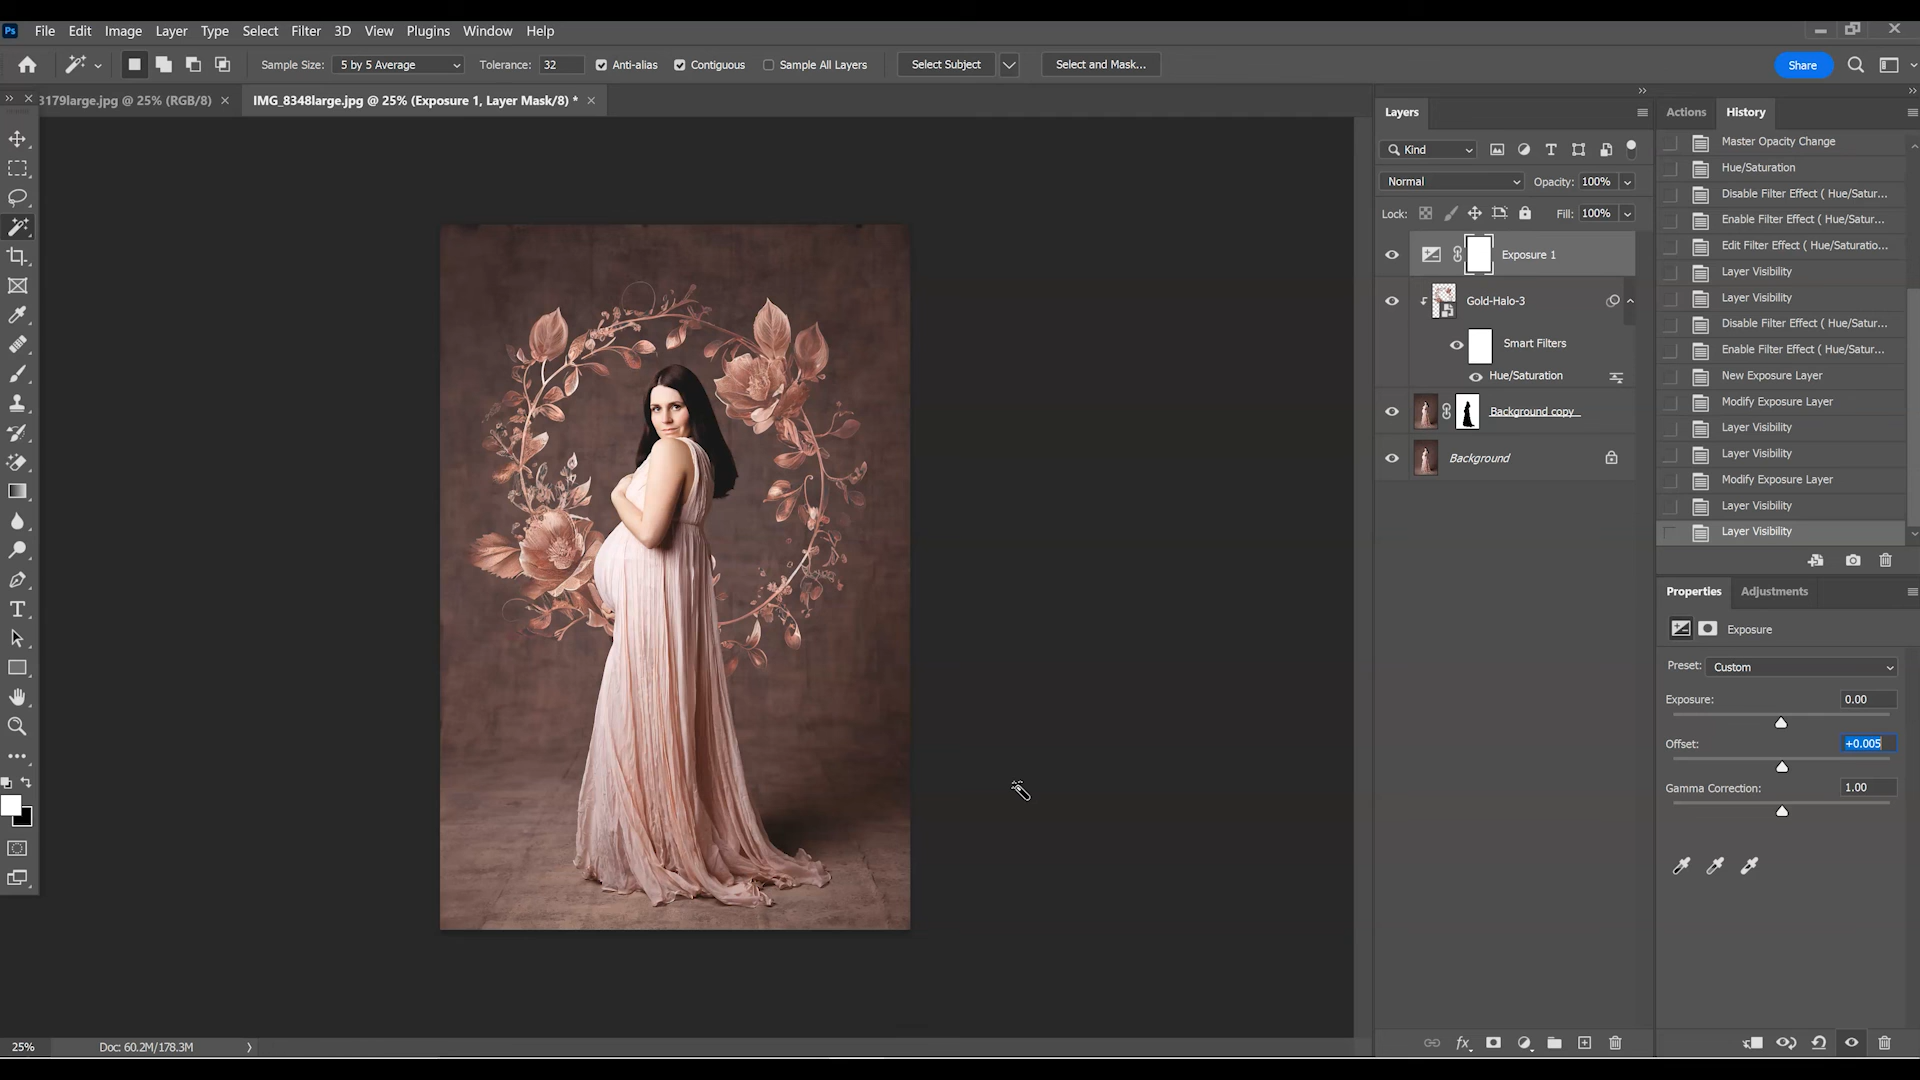 Ps File Edit Image Layer Type Select Filter 3D View Plugins Window Help
Sample Size: 5 by 5 Average Tolerance: 32 Anti-alias Contiguous Sample All Layers Select Subject Select and Mask... Share
3179large.jpg @ 25% (RGB/8) × IMG_8348large.jpg @ 25% (Exposure 1, Layer Mask/8) * ×
Layers
Kind
Normal Opacity: 100%
Lock: Fill: 100%
Exposure 1
Gold-Halo-3
Smart Filters
Hue/Saturation
Background copy
Background
fx
Actions History
Master Opacity Change
Hue/Saturation
Disable Filter Effect ( Hue/Satur...
Enable Filter Effect ( Hue/Satur...
Edit Filter Effect ( Hue/Saturatio...
Layer Visibility
Layer Visibility
Disable Filter Effect ( Hue/Satur...
Enable Filter Effect ( Hue/Satur...
New Exposure Layer
Modify Exposure Layer
Layer Visibility
Layer Visibility
Modify Exposure Layer
Layer Visibility
Layer Visibility
Properties Adjustments
Exposure
Preset: Custom
Exposure: 0.00
Offset: +0.005
Gamma Correction: 1.00
25% Doc: 60.2M/178.3M